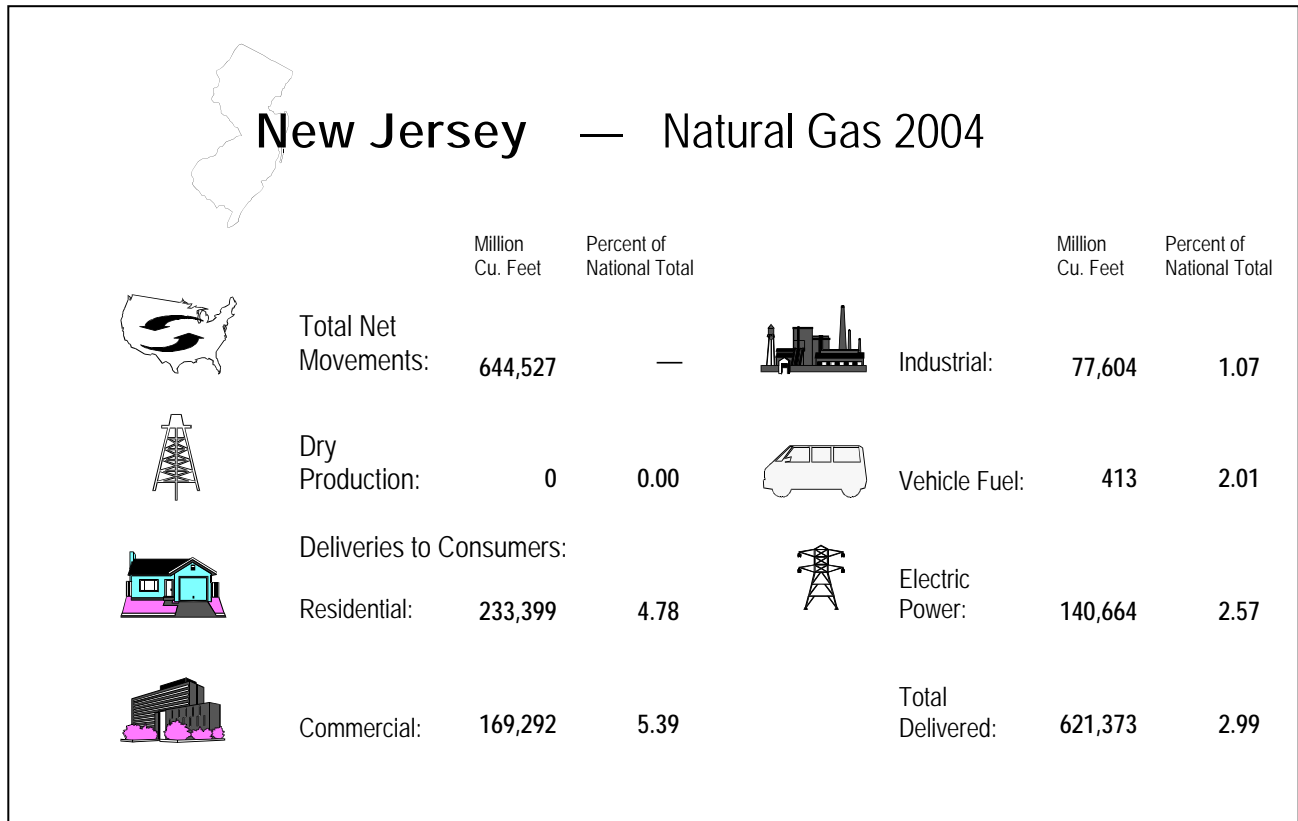 New Jersey — Natural Gas 2004
Million Percent of
Cu. Feet National Total
Total Net
Movements: 644,527 —
Dry
Production: 0 0.00
Deliveries to Consumers:
Residential: 233,399 4.78
Commercial: 169,292 5.39
Million Percent of
Cu. Feet National Total
Industrial: 77,604 1.07
Vehicle Fuel: 413 2.01
Electric
Power: 140,664 2.57
Total
Delivered: 621,373 2.99